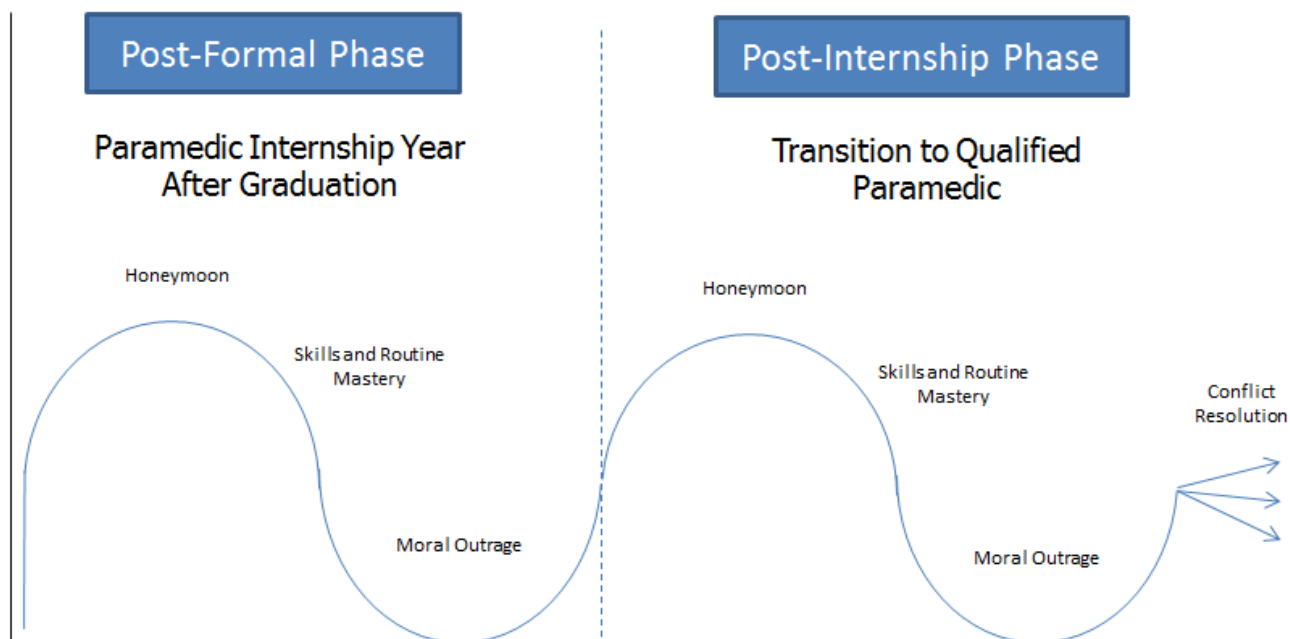 Post-Formal Phase
Post-Internship Phase
Paramedic Internship Year
After Graduation
Transition to Qualified
Paramedic
Honeymoon
Honeymoon
Skills and Routine
Mastery
Skills and Routine
Mastery
Conflict
Resolution
Moral Outrage
Moral Outrage